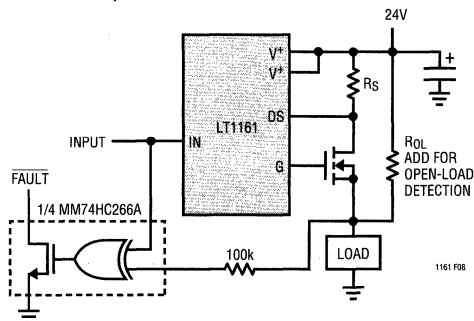 24V
V+
V+
+
RS
DS
LT1161
INPUT
IN
ROL
ADD FOR
OPEN-LOAD
DETECTION
G
FAULT
1/4 MM74HC266A
100k
LOAD
1161 F08